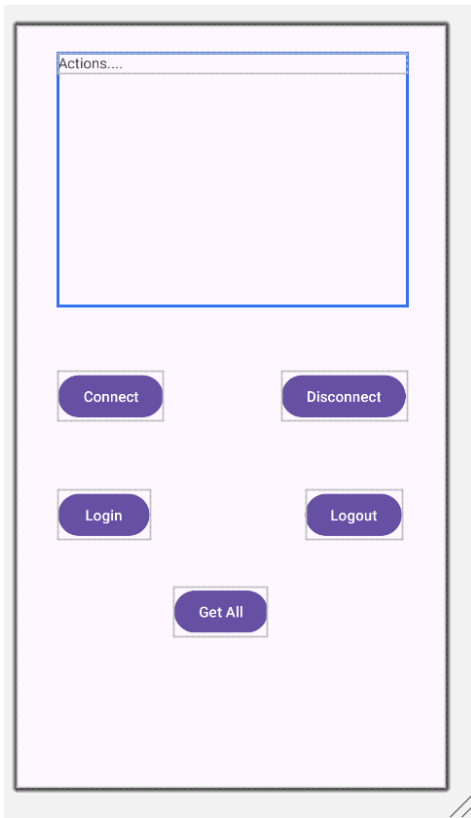 Actions....
Connect
Disconnect
Login
Logout
Get All